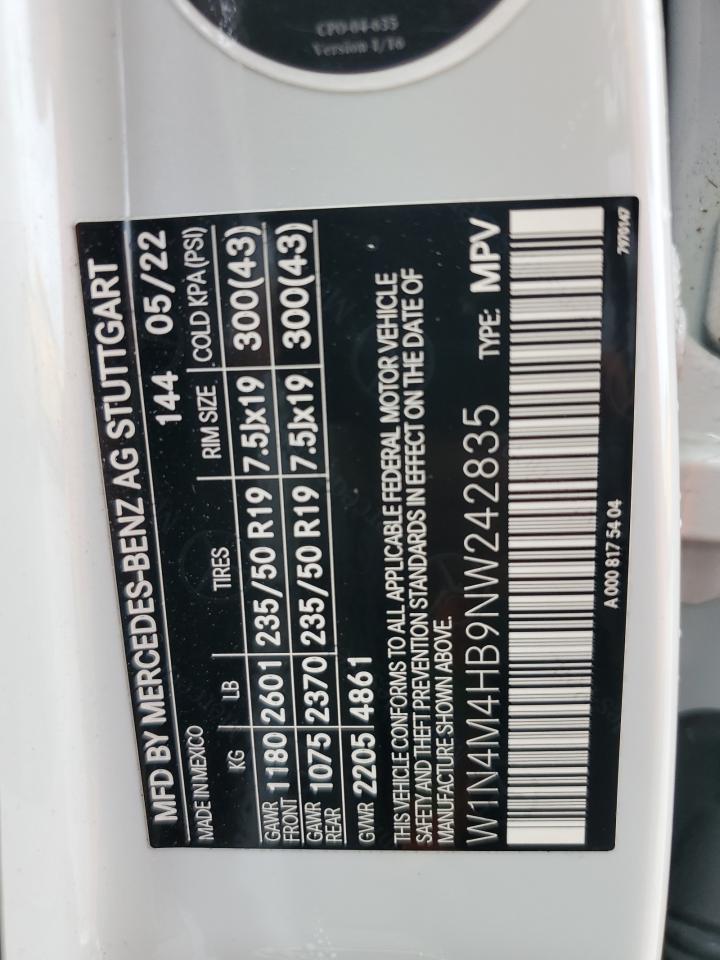 CPO-04-635
Version 1/16
MFD BY MERCEDES-BENZ AG STUTTGART
MADE IN MEXICO 144 05/22
KG LB TIRES RIM SIZE COLD KPA(PSI)
GAWR FRONT 1180 2601 235/50 R19 7.5Jx19 300(43)
GAWR REAR 1075 2370 235/50 R19 7.5Jx19 300(43)
GVWR 2205 4861
THIS VEHICLE CONFORMS TO ALL APPLICABLE FEDERAL MOTOR VEHICLE
SAFETY AND THEFT PREVENTION STANDARDS IN EFFECT ON THE DATE OF
MANUFACTURE SHOWN ABOVE.
W1N4M4HB9NW242835 TYPE: MPV
A 000 817 54 04
7970147